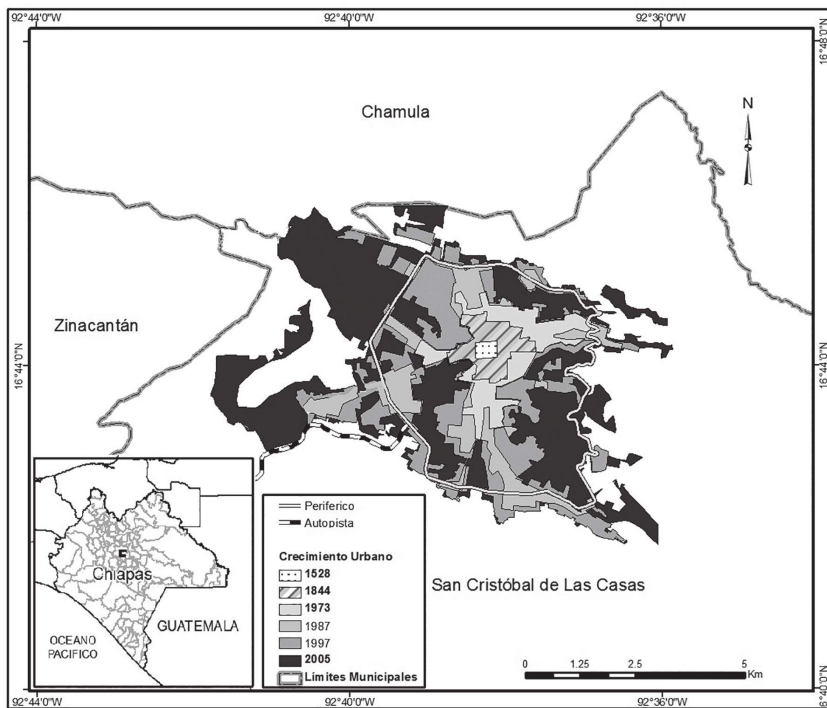 92°44'0"W
92°40'0"W
92°36'0"W
16°48'0"N
Chamula
N
Zinacantán
16°44'0"N
16°44'0"N
Chiapas
OCEANO
PACIFICO
GUATEMALA
Periferico
Autopista
Crecimiento Urbano
1528
1844
1973
1987
1997
2005
Límites Municipales
San Cristóbal de Las Casas
0 1.25 2.5 5
Km
6°40'0"N
92°44'0"W
92°40'0"W
92°36'0"W